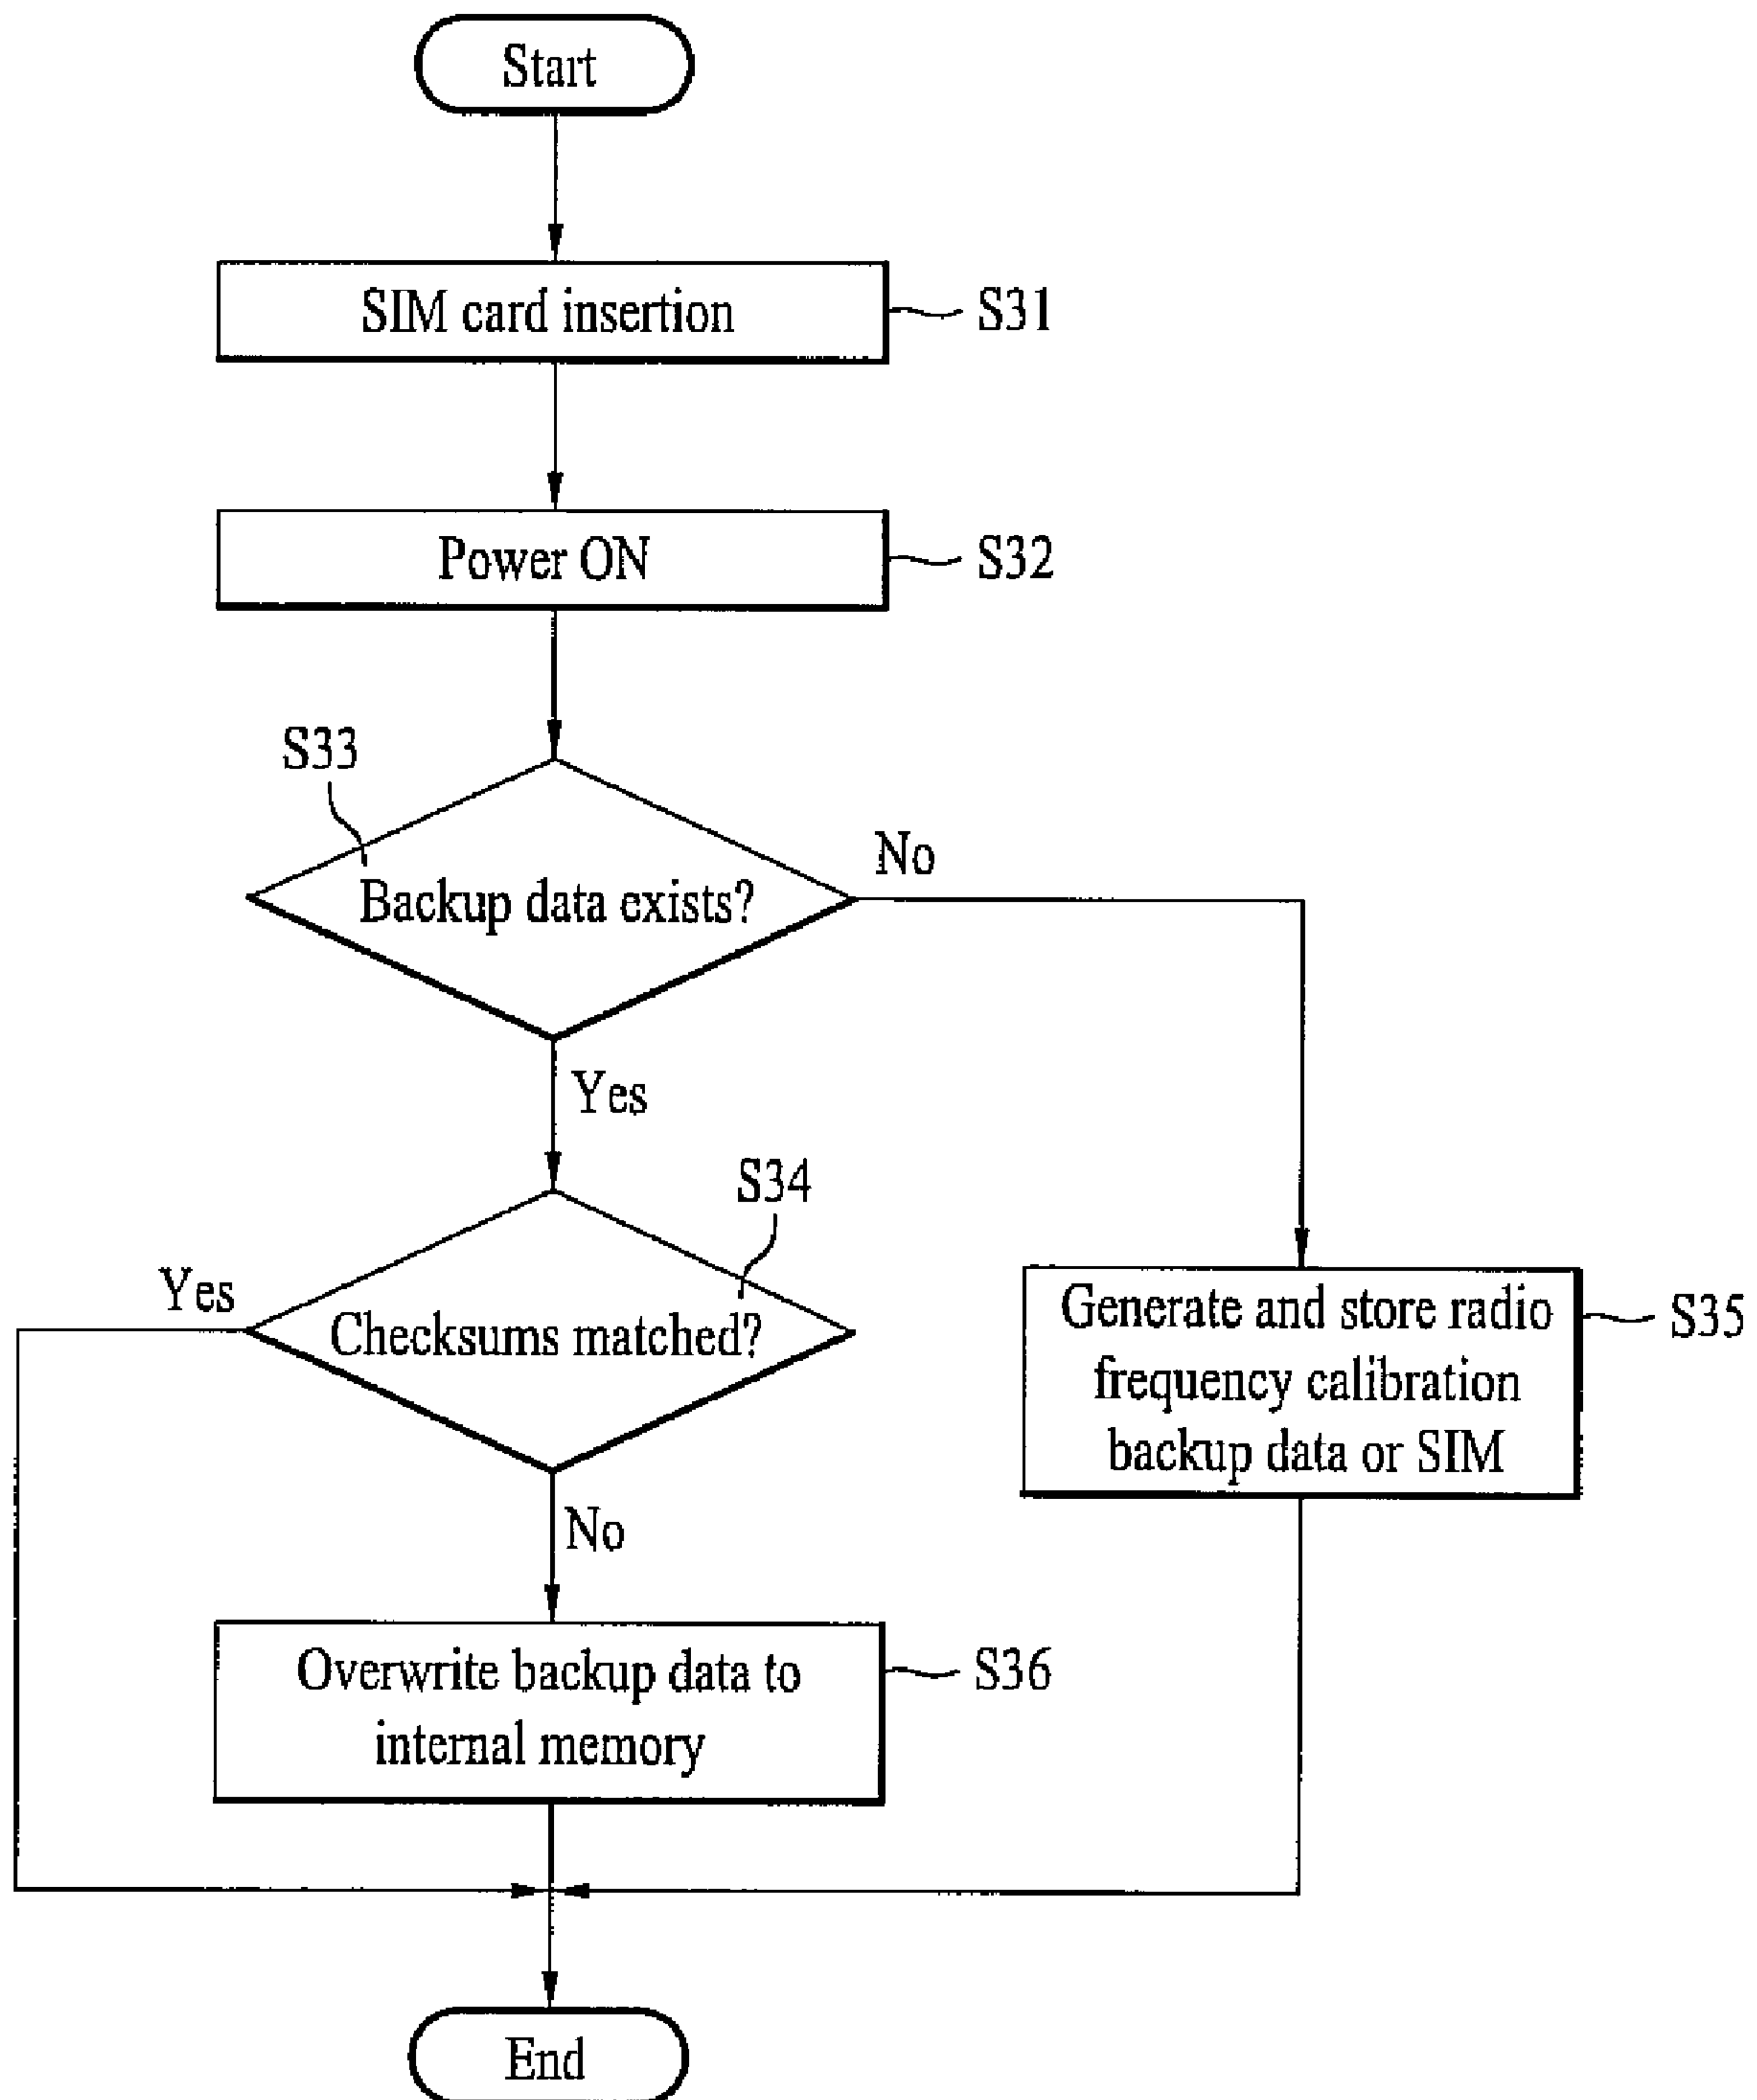 Start
SIM card insertion
S31
Power ON
S32
S33
Backup data exists?
No
Yes
S34
Yes
Checksums matched?
Generate and store radio
frequency calibration
backup data or SIM
S35
No
Overwrite backup data to
internal memory
S36
End